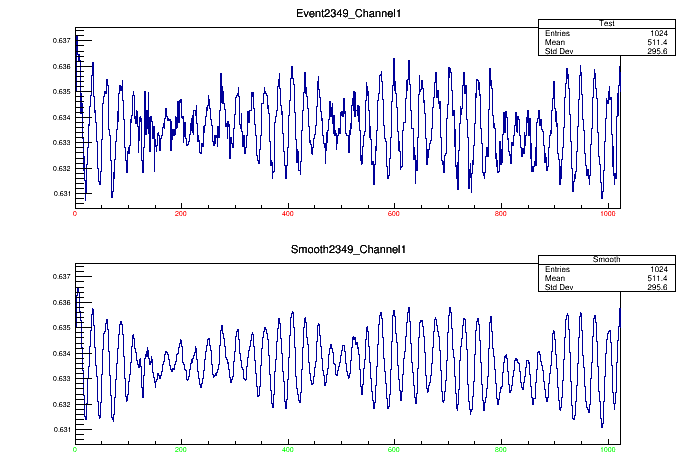 Event2349_Channel1
Test
Entries 1024
Mean 511.4
Std Dev 295.6
0.637
0.636
0.635
0.634
0.633
0.632
0.631
0 200 400 600 800 1000
Smooth2349_Channel1
Smooth
Entries 1024
Mean 511.4
Std Dev 295.6
0.637
0.636
0.635
0.634
0.633
0.632
0.631
0 200 400 600 800 1000